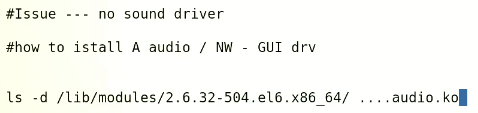 #Issue --- no sound driver
#how to istall A audio / NW - GUI drv
ls -d /lib/modules/2.6.32-504.el6.x86_64/ ....audio.ko